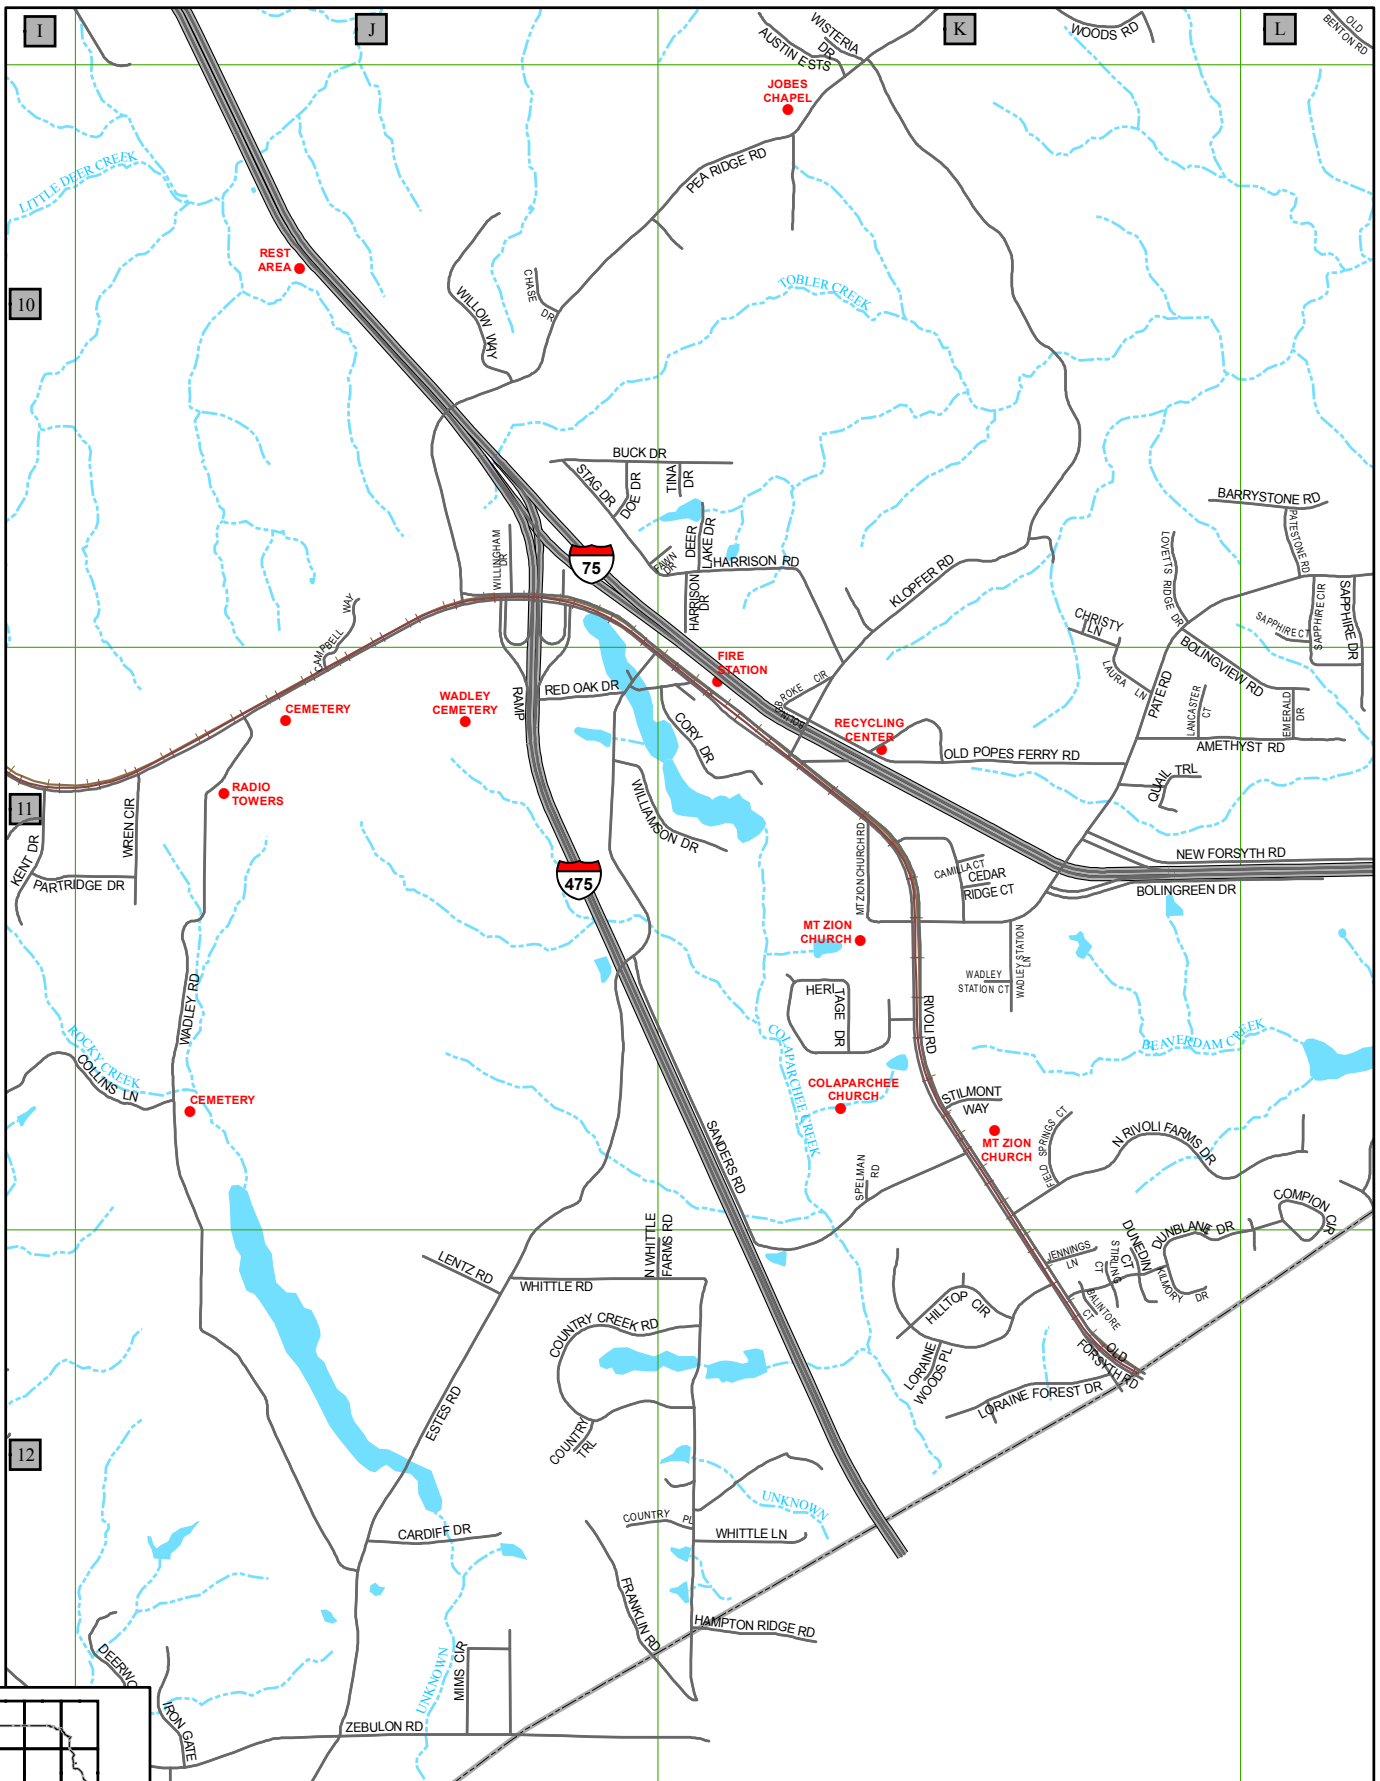 I
J
K
L
OLD
BENTON RD
WOODS RD
WISTERIA
DR
AUSTIN ESTS
JOBES
CHAPEL
PEA RIDGE RD
LITTLE DEER CREEK
REST
AREA
10
CHASE
DR
WILLOW WAY
TOBLER CREEK
BUCK DR
STAG DR
DOE DR
TINA
DR
DEER
LAKE DR
BARRYSTONE RD
PATESTONE RD
WILLINGHAM
DR
75
FAWN
DR
HARRISON RD
HARRISON
DR
KLOPFER RD
LOVETTS RIDGE DR
CHRISTY
LN
SAPPHIRE CIR
SAPPHIRE DR
SAPPHIRE CT
BOLINGVIEW RD
LAURA LN
PATE RD
LANCASTER
CT
EMERALD
DR
AMETHYST RD
FIRE
STATION
RED OAK DR
RAMP
WADLEY
CEMETERY
CEMETERY
BOLINGBROKE CIR
CORY DR
RECYCLING
CENTER
OLD POPES FERRY RD
QUAIL TRL
RADIO
TOWERS
11
WREN CIR
KENT DR
PARTRIDGE DR
WILLIAMSON DR
MT ZION CHURCH RD
CAMILLA CT
CEDAR
RIDGE CT
NEW FORSYTH RD
BOLINGREEN DR
475
MT ZION
CHURCH
WADLEY
STATION CT
WADLEY STATION
LN
HERI
TAGE DR
RIVOLI RD
WADLEY RD
ROCKY CREEK
COLLINS LN
CEMETERY
COLAPARCHEE CREEK
BEAVERDAM CREEK
COLAPARCHEE
CHURCH
STILMONT
WAY
MT ZION
CHURCH
FIELD SPRINGS CT
N RIVOLI FARMS DR
SANDERS RD
SPELMAN
RD
COMPION
CIR
DUNBLANE DR
DUNEDIN
CT
STIRLING
CT
JENNINGS
LN
KILMORY DR
BALINTORE
CT
N WHITTLE
FARMS RD
LENTZ RD
WHITTLE RD
COUNTRY CREEK RD
HILLTOP CIR
LORAINE
WOODS PL
OLD
FORSYTH RD
LORAINE FOREST DR
ESTES RD
COUNTRY
TRL
12
UNKNOWN
COUNTRY PL
WHITTLE LN
CARDIFF DR
FRANKLIN RD
HAMPTON RIDGE RD
UNKNOWN
MIMS CIR
IRON GATE
ZEBULON RD